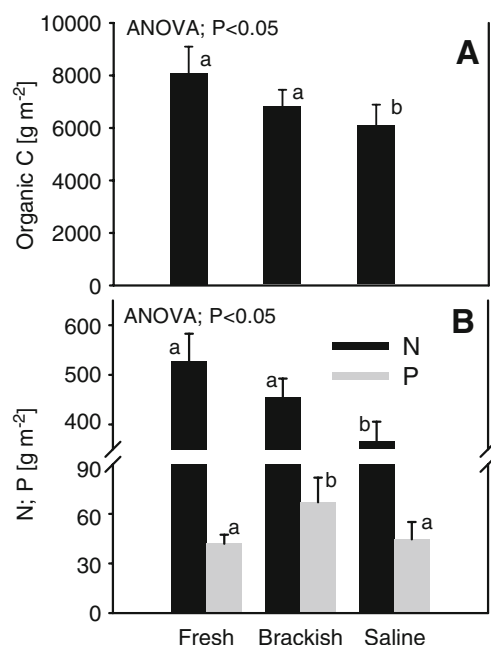 10000
8000
6000
4000
2000
0
Organic C [g m-2]
ANOVA; P<0.05
A
a
a
b
600
500
400
90
60
30
0
N; P [g m-2]
ANOVA; P<0.05
B
N
P
a
a
b
a
b
a
Fresh Brackish Saline